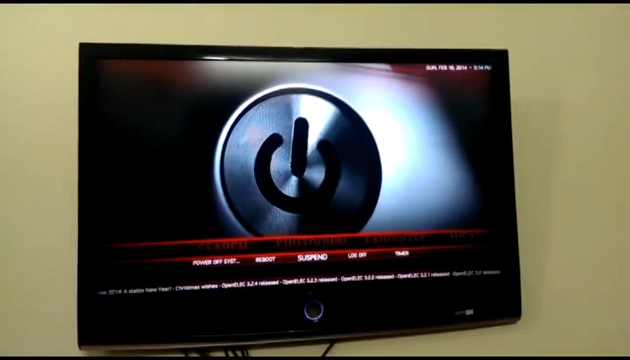 SUN, FEB 16, 2014 • 5:14 PM
POWER OFF SYST... REBOOT SUSPEND LOG OFF TIMER
2014: A stable New Year! - Christmas wishes - OpenELEC 3.2.4 released - OpenELEC 3.2.3 released - OpenELEC 3.2.2 released - OpenELEC 3.2.1 released - OpenELEC 3.2 released